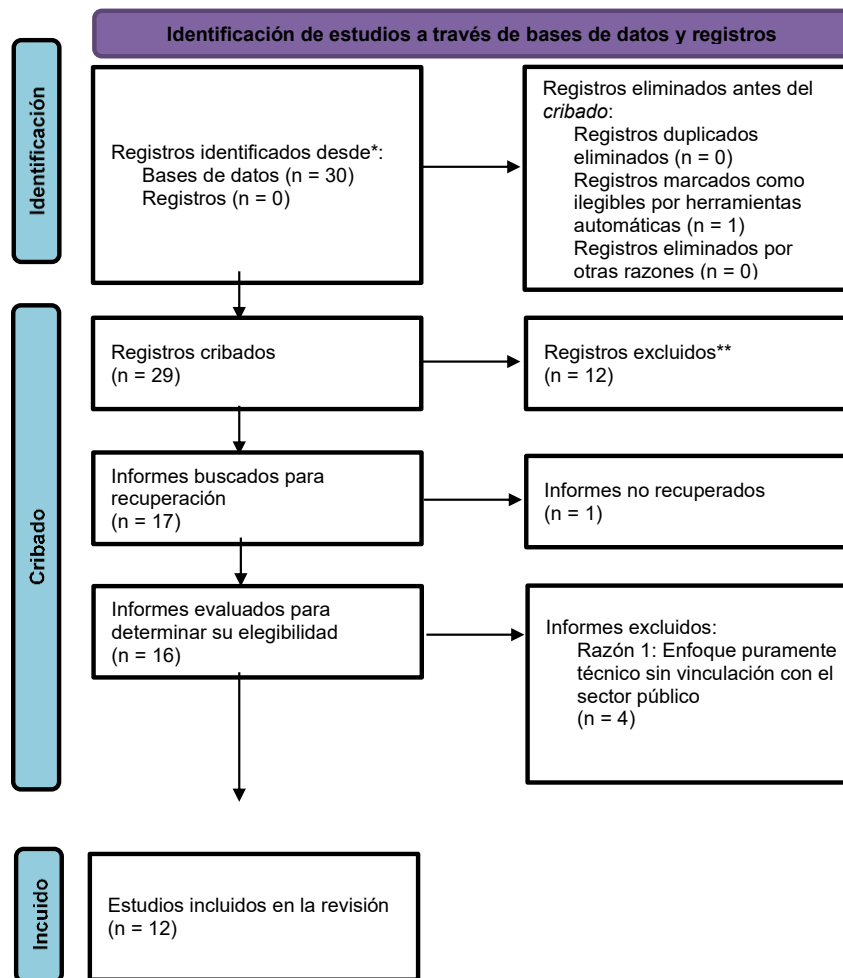 Identificación de estudios a través de bases de datos y registros
Identificación
Registros identificados desde*:
Bases de datos (n = 30)
Registros (n = 0)
Registros eliminados antes del
cribado:
Registros duplicados
eliminados (n = 0)
Registros marcados como
ilegibles por herramientas
automáticas (n = 1)
Registros eliminados por
otras razones (n = 0)
Cribado
Registros cribados
(n = 29)
Registros excluidos**
(n = 12)
Informes buscados para
recuperación
(n = 17)
Informes no recuperados
(n = 1)
Informes evaluados para
determinar su elegibilidad
(n = 16)
Informes excluidos:
Razón 1: Enfoque puramente
técnico sin vinculación con el
sector público
(n = 4)
Incuido
Estudios incluidos en la revisión
(n = 12)